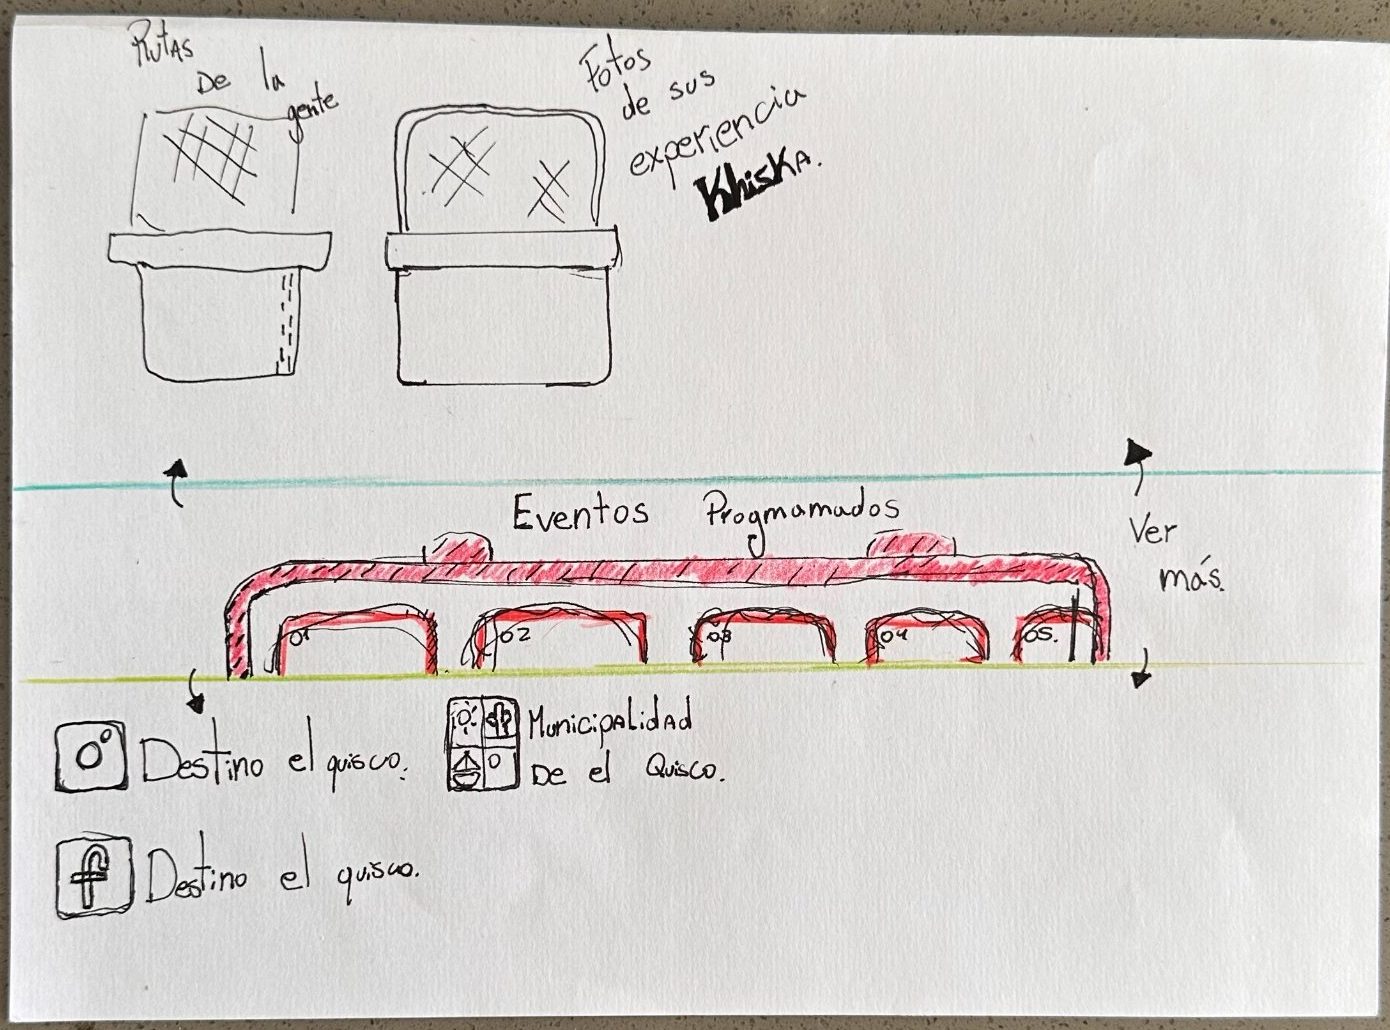 Rutas
De la
gente
Fotos
de sus
experiencia
KhisKA.
Eventos Progmamados
Ver
más.
01
02
03
04
05.
Destino el quisco.
Municipalidad
De el Quisco.
f Destino el quisco.